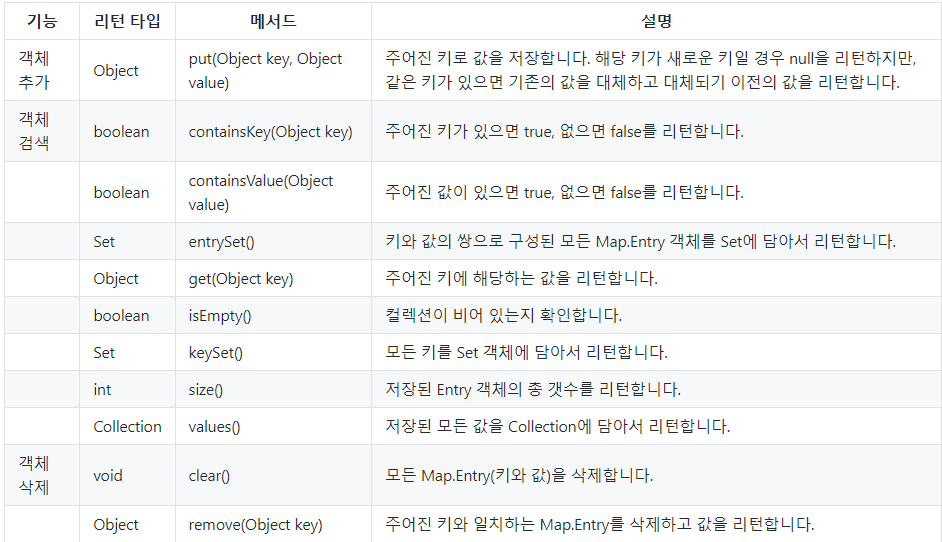 기능 리턴 타입 메서드 설명
객체
추가
Object
put(Object key, Object
value)
주어진 키로 값을 저장합니다. 해당 키가 새로운 키일 경우 null을 리턴하지만,
같은 키가 있으면 기존의 값을 대체하고 대체되기 이전의 값을 리턴합니다.
객체
검색
boolean
containsKey(Object key)
주어진 키가 있으면 true, 없으면 false를 리턴합니다.
boolean
containsValue(Object
value)
주어진 값이 있으면 true, 없으면 false를 리턴합니다.
Set entrySet() 키와 값의 쌍으로 구성된 모든 Map.Entry 객체를 Set에 담아서 리턴합니다.
Object get(Object key) 주어진 키에 해당하는 값을 리턴합니다.
boolean isEmpty() 컬렉션이 비어 있는지 확인합니다.
Set keySet() 모든 키를 Set 객체에 담아서 리턴합니다.
int size() 저장된 Entry 객체의 총 갯수를 리턴합니다.
Collection values() 저장된 모든 값을 Collection에 담아서 리턴합니다.
객체
삭제
void
clear()
모든 Map.Entry(키와 값)을 삭제합니다.
Object remove(Object key) 주어진 키와 일치하는 Map.Entry를 삭제하고 값을 리턴합니다.